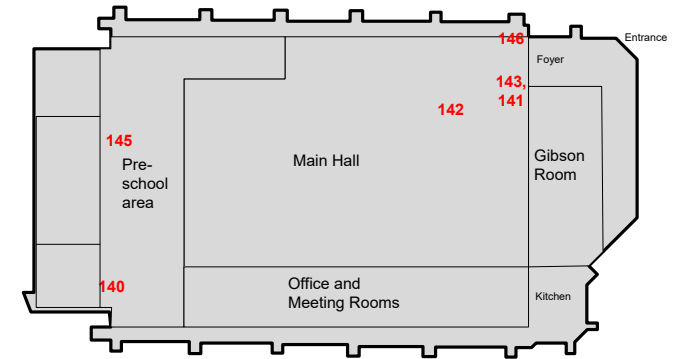 146
Entrance
Foyer
143,
141
142
145
Pre-
school
area
Main Hall
Gibson
Room
140
Office and
Meeting Rooms
Kitchen